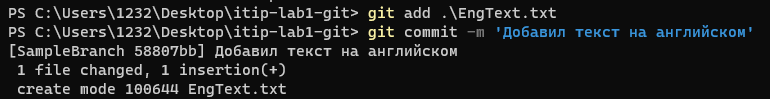 PS C:\Users\1232\Desktop\itip-lab1-git> git add .\EngText.txt
PS C:\Users\1232\Desktop\itip-lab1-git> git commit -m 'Добавил текст на английском'
[SampleBranch 58807bb] Добавил текст на английском
 1 file changed, 1 insertion(+)
 create mode 100644 EngText.txt